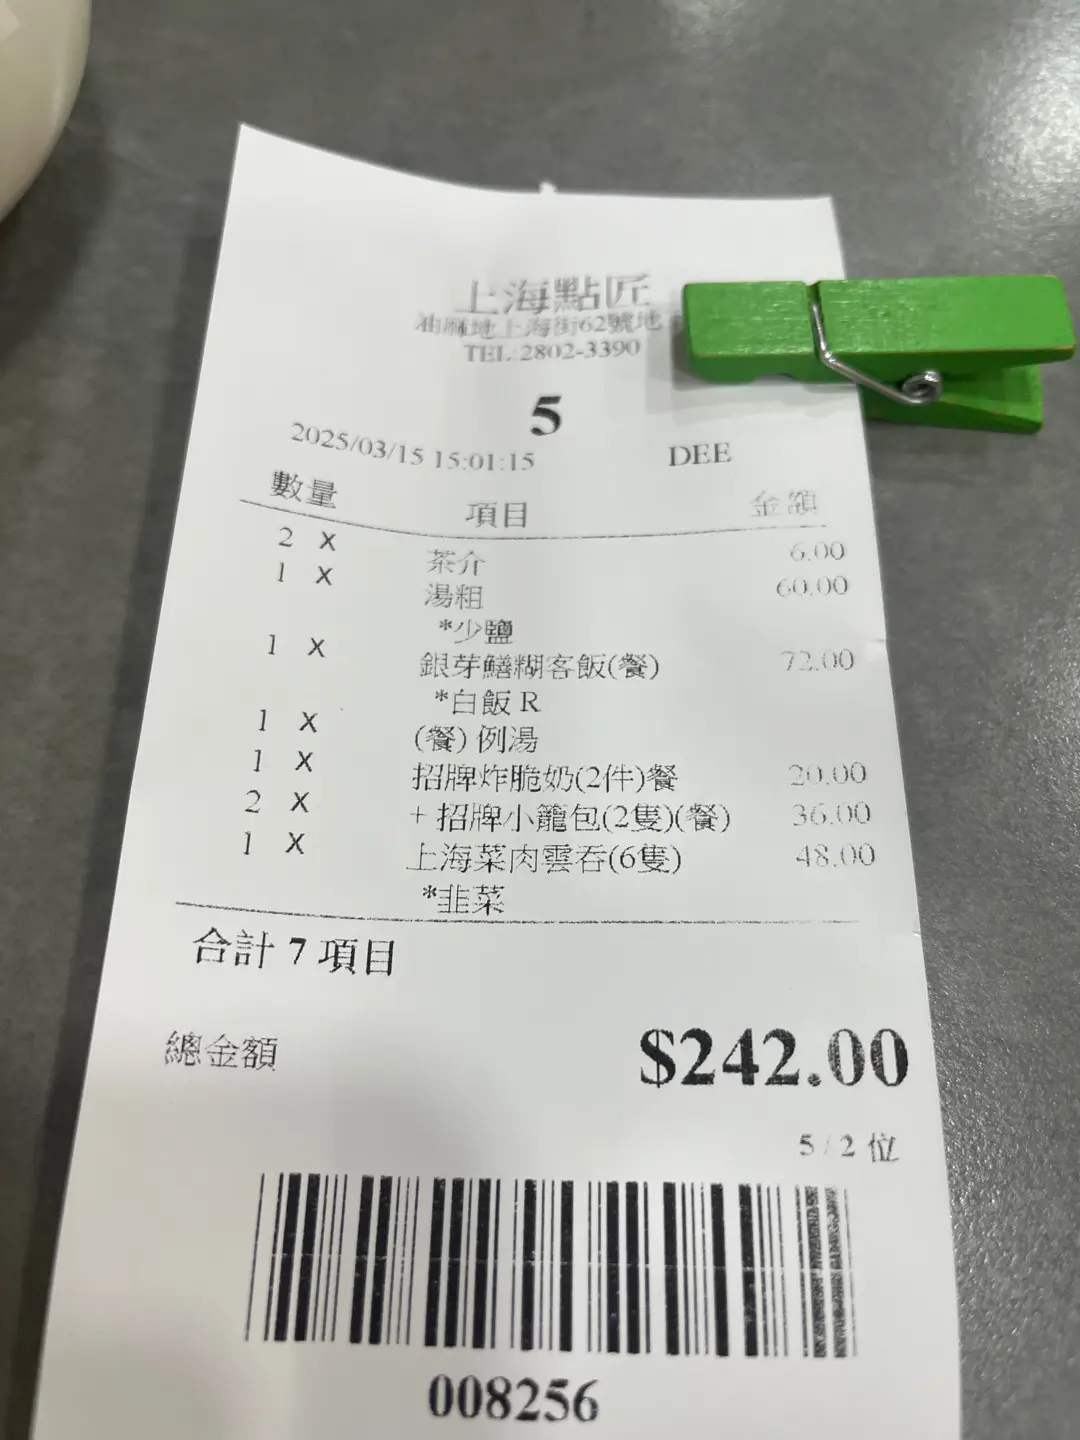 上海點匠
油麻地上海街62號地
TEL:2802-3390
5
2025/03/15 15:01:15 DEE
數量 項目 金額
2 X 茶介 6.00
1 X 湯粗 60.00
*少鹽
1 X 銀芽鱔糊客飯(餐) 72.00
*白飯 R
1 X (餐) 例湯
1 X 招牌炸脆奶(2件)餐 20.00
2 X + 招牌小籠包(2隻)(餐) 36.00
1 X 上海菜肉雲吞(6隻) 48.00
*韭菜
合計 7 項目
總金額 $242.00
5 / 2 位
008256